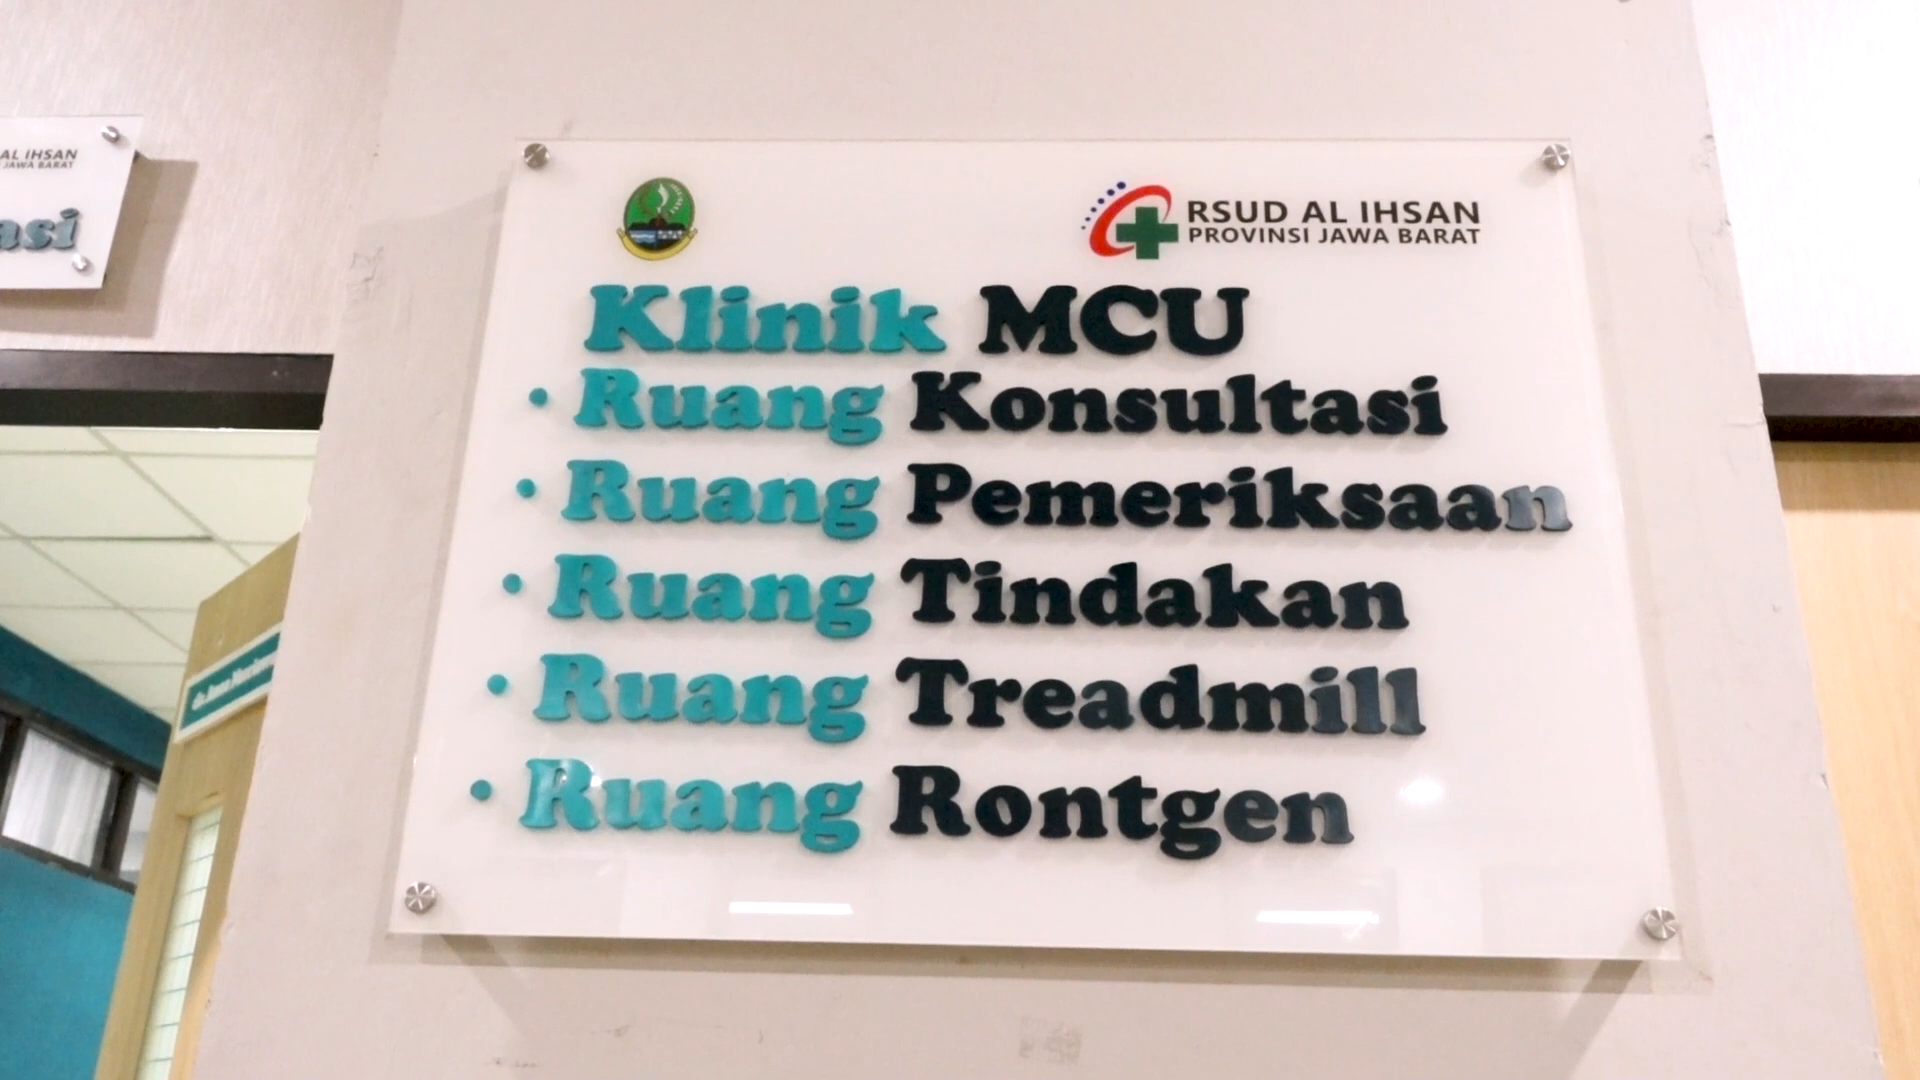 AL IHSAN
JAWA BARAT
asi
RSUD AL IHSAN
PROVINSI JAWA BARAT
Klinik MCU
• Ruang Konsultasi
• Ruang Pemeriksaan
• Ruang Tindakan
• Ruang Treadmill
• Ruang Rontgen